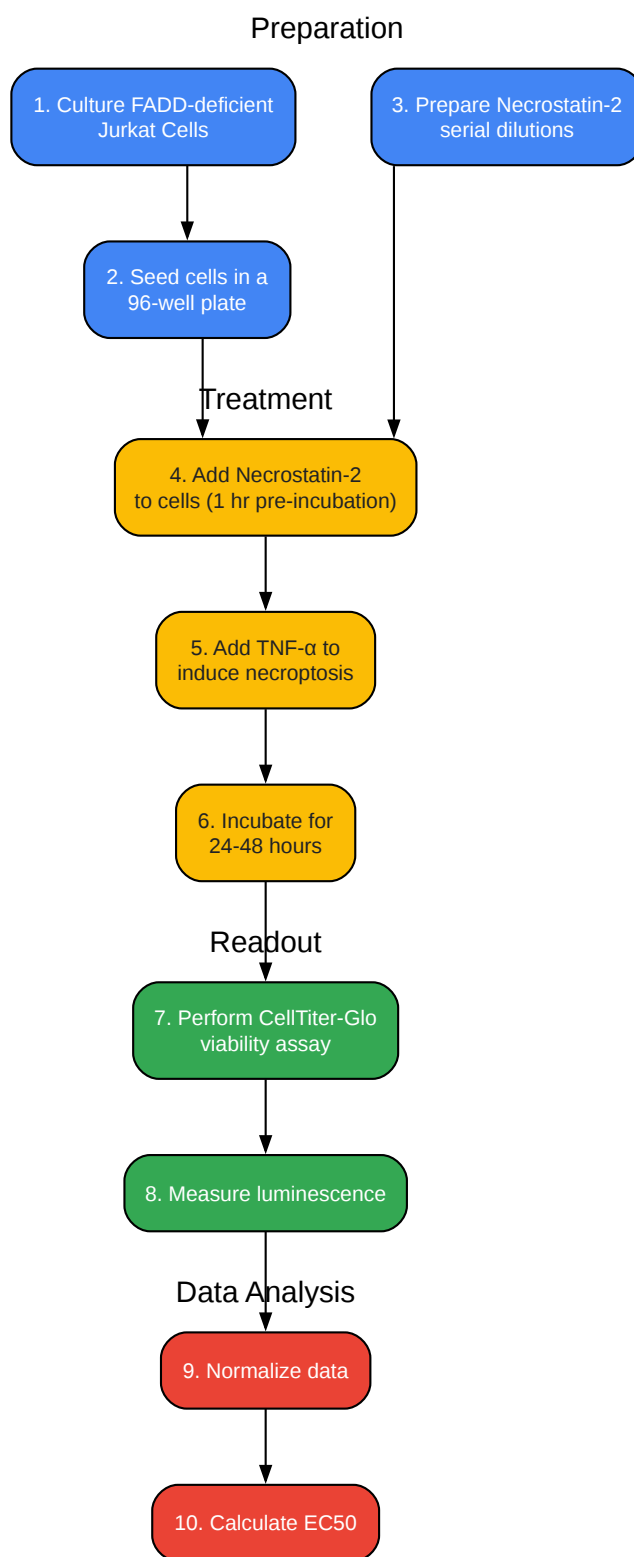 Preparation
1. Culture FADD-deficient
Jurkat Cells
3. Prepare Necrostatin-2
serial dilutions
2. Seed cells in a
96-well plate
Treatment
4. Add Necrostatin-2
to cells (1 hr pre-incubation)
5. Add TNF-α to
induce necroptosis
6. Incubate for
24-48 hours
Readout
7. Perform CellTiter-Glo
viability assay
8. Measure luminescence
Data Analysis
9. Normalize data
10. Calculate EC50